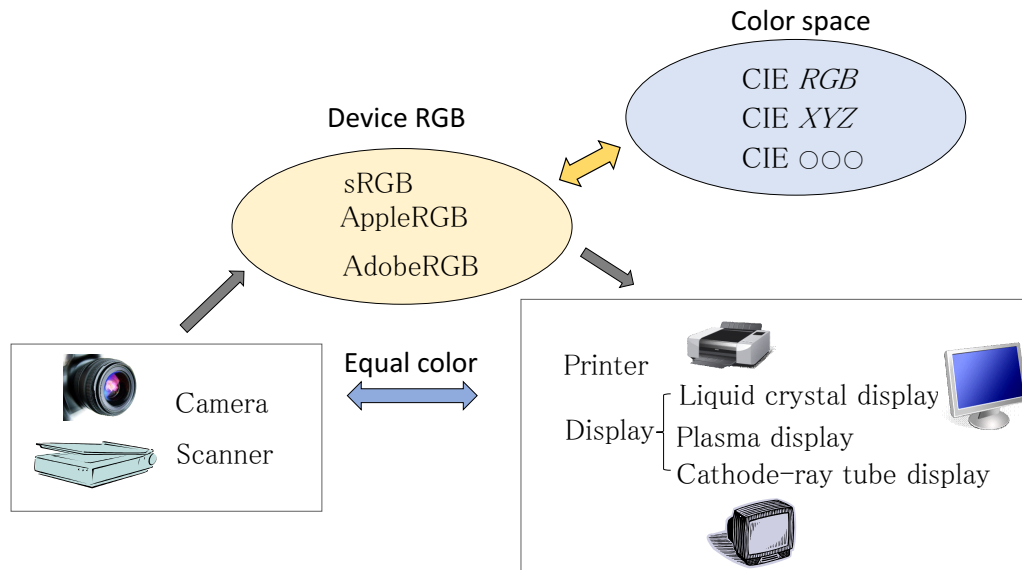 Color space
CIE RGB
CIE XYZ
CIE ○○○
Device RGB
sRGB
AppleRGB
AdobeRGB
Equal color
Camera
Scanner
Printer
Display
Liquid crystal display
Plasma display
Cathode-ray tube display